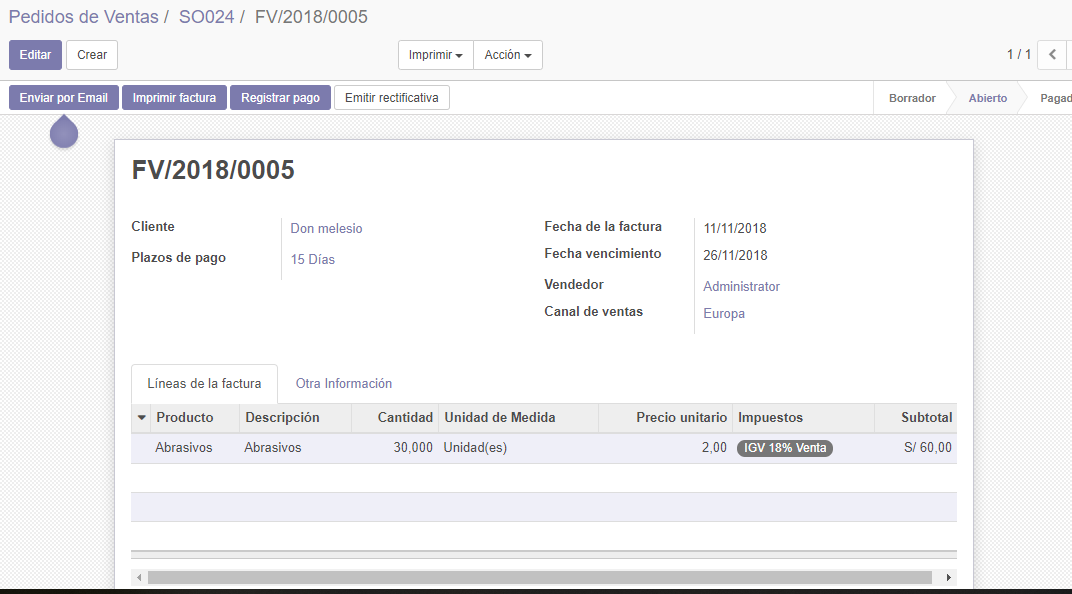 Pedidos de Ventas / SO024 / FV/2018/0005
Editar Crear Imprimir Acción 1 / 1
Enviar por Email Imprimir factura Registrar pago Emitir rectificativa Borrador Abierto Pagad
FV/2018/0005
Cliente Don melesio
Plazos de pago 15 Días
Fecha de la factura 11/11/2018
Fecha vencimiento 26/11/2018
Vendedor Administrator
Canal de ventas Europa
Líneas de la factura Otra Información
Producto Descripción Cantidad Unidad de Medida Precio unitario Impuestos Subtotal
Abrasivos Abrasivos 30,000 Unidad(es) 2,00 IGV 18% Venta S/ 60,00